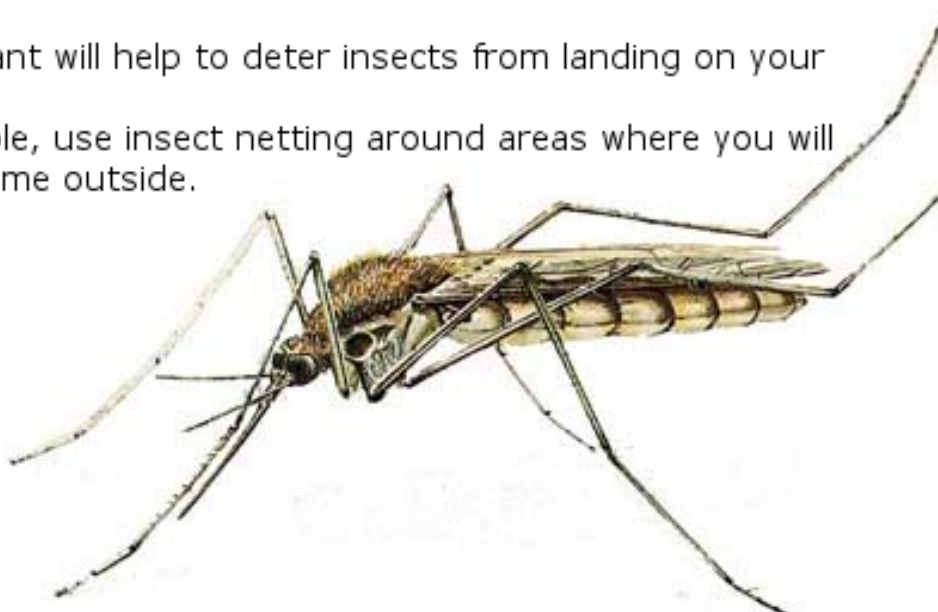 ant will help to deter insects from landing on your
le, use insect netting around areas where you will
me outside.